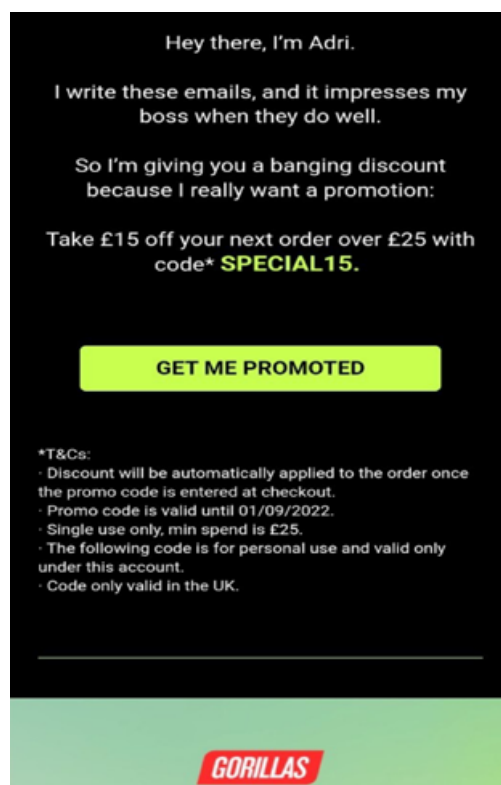 Hey there, I'm Adri.
I write these emails, and it impresses my
boss when they do well.
So I'm giving you a banging discount
because I really want a promotion:
Take £15 off your next order over £25 with
code* SPECIAL15.
GET ME PROMOTED
*T&Cs:
· Discount will be automatically applied to the order once
the promo code is entered at checkout.
· Promo code is valid until 01/09/2022.
· Single use only, min spend is £25.
· The following code is for personal use and valid only
under this account.
· Code only valid in the UK.
GORILLAS